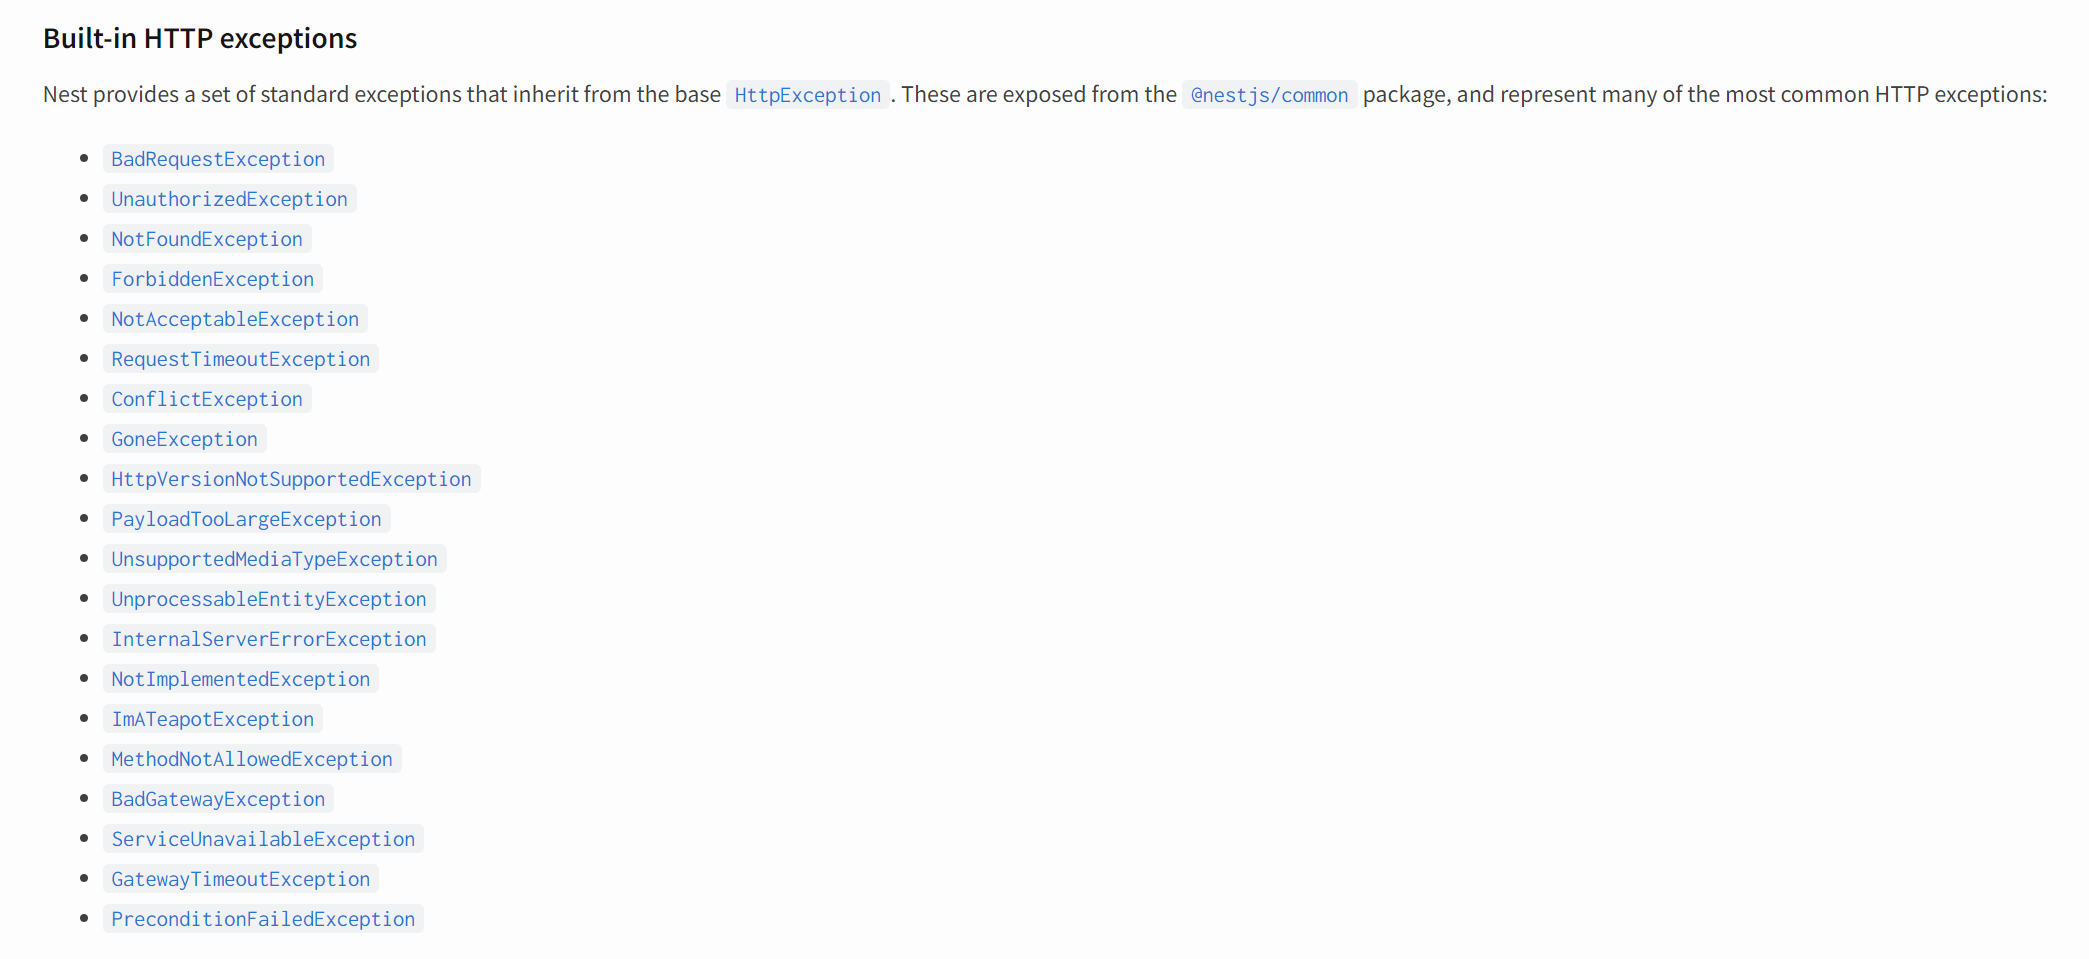 Built-in HTTP exceptions
Nest provides a set of standard exceptions that inherit from the base HttpException. These are exposed from the @nestjs/common package, and represent many of the most common HTTP exceptions:
BadRequestException
UnauthorizedException
NotFoundException
ForbiddenException
NotAcceptableException
RequestTimeoutException
ConflictException
GoneException
HttpVersionNotSupportedException
PayloadTooLargeException
UnsupportedMediaTypeException
UnprocessableEntityException
InternalServerErrorException
NotImplementedException
ImATeapotException
MethodNotAllowedException
BadGatewayException
ServiceUnavailableException
GatewayTimeoutException
PreconditionFailedException